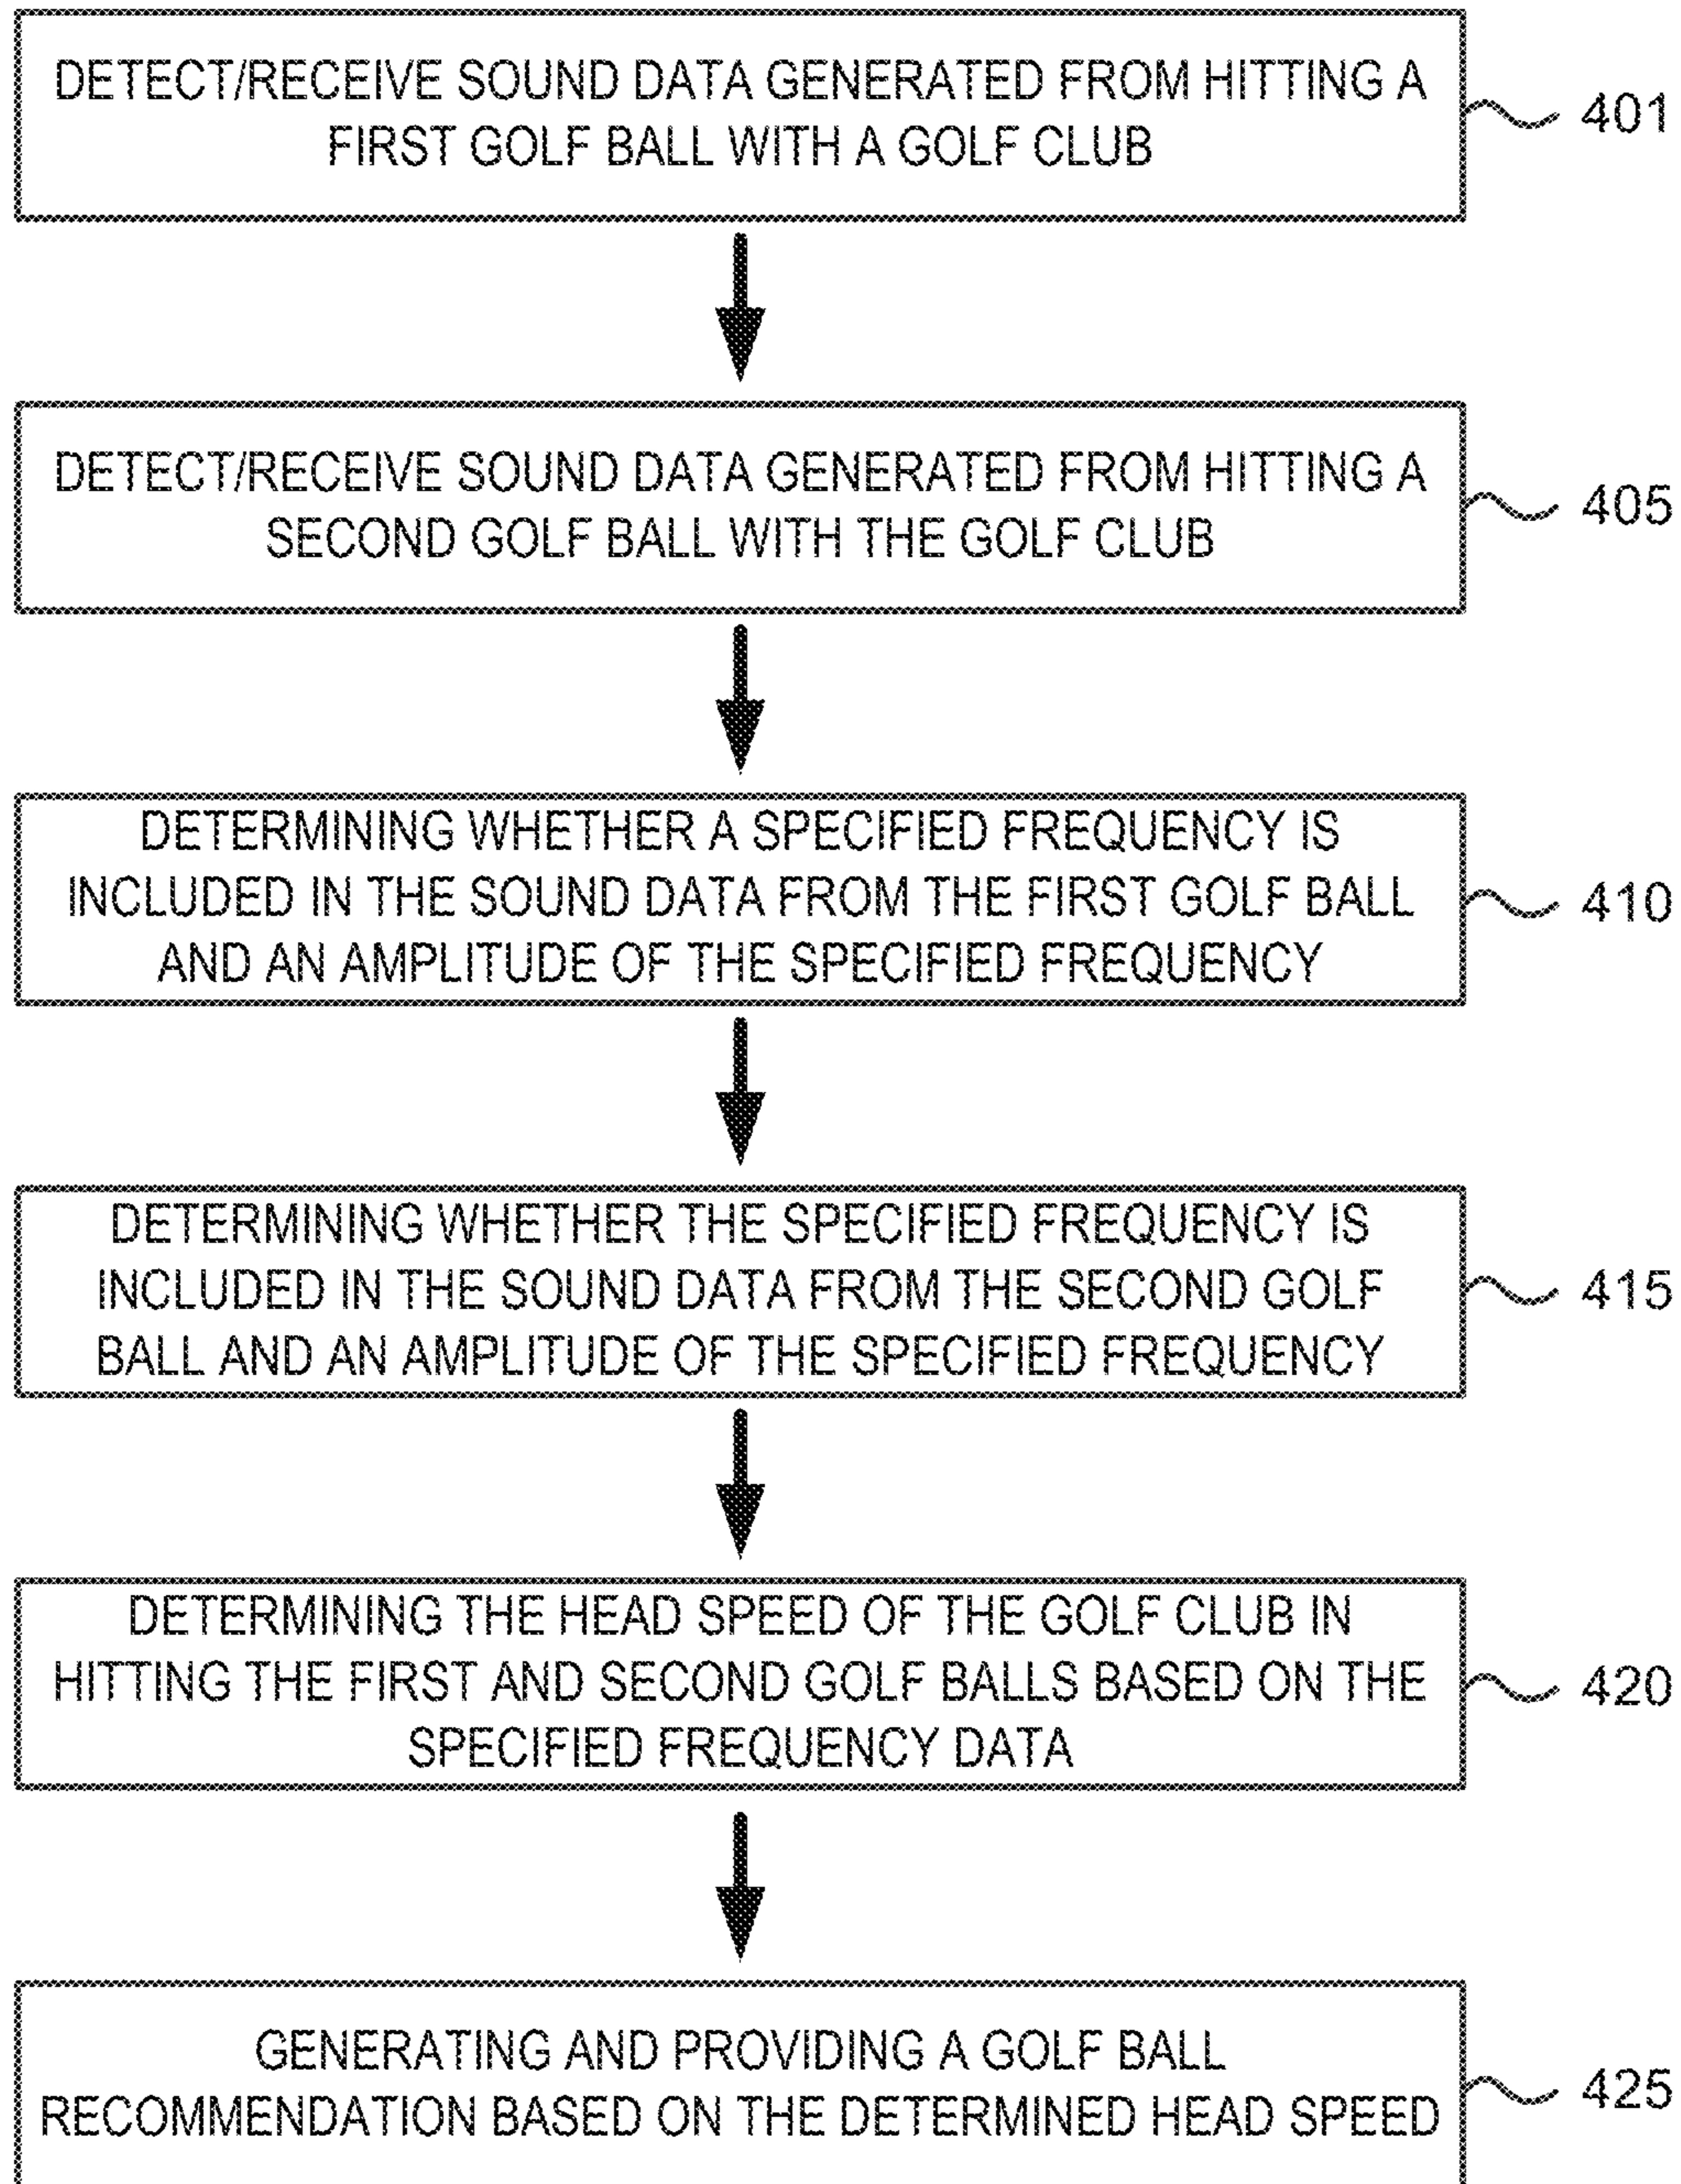 DETECT/RECEIVE SOUND DATA GENERATED FROM HITTING A
FIRST GOLF BALL WITH A GOLF CLUB
401
DETECT/RECEIVE SOUND DATA GENERATED FROM HITTING A
SECOND GOLF BALL WITH THE GOLF CLUB
405
DETERMINING WHETHER A SPECIFIED FREQUENCY IS
INCLUDED IN THE SOUND DATA FROM THE FIRST GOLF BALL
AND AN AMPLITUDE OF THE SPECIFIED FREQUENCY
410
DETERMINING WHETHER THE SPECIFIED FREQUENCY IS
INCLUDED IN THE SOUND DATA FROM THE SECOND GOLF
BALL AND AN AMPLITUDE OF THE SPECIFIED FREQUENCY
415
DETERMINING THE HEAD SPEED OF THE GOLF CLUB IN
HITTING THE FIRST AND SECOND GOLF BALLS BASED ON THE
SPECIFIED FREQUENCY DATA
420
GENERATING AND PROVIDING A GOLF BALL
RECOMMENDATION BASED ON THE DETERMINED HEAD SPEED
425